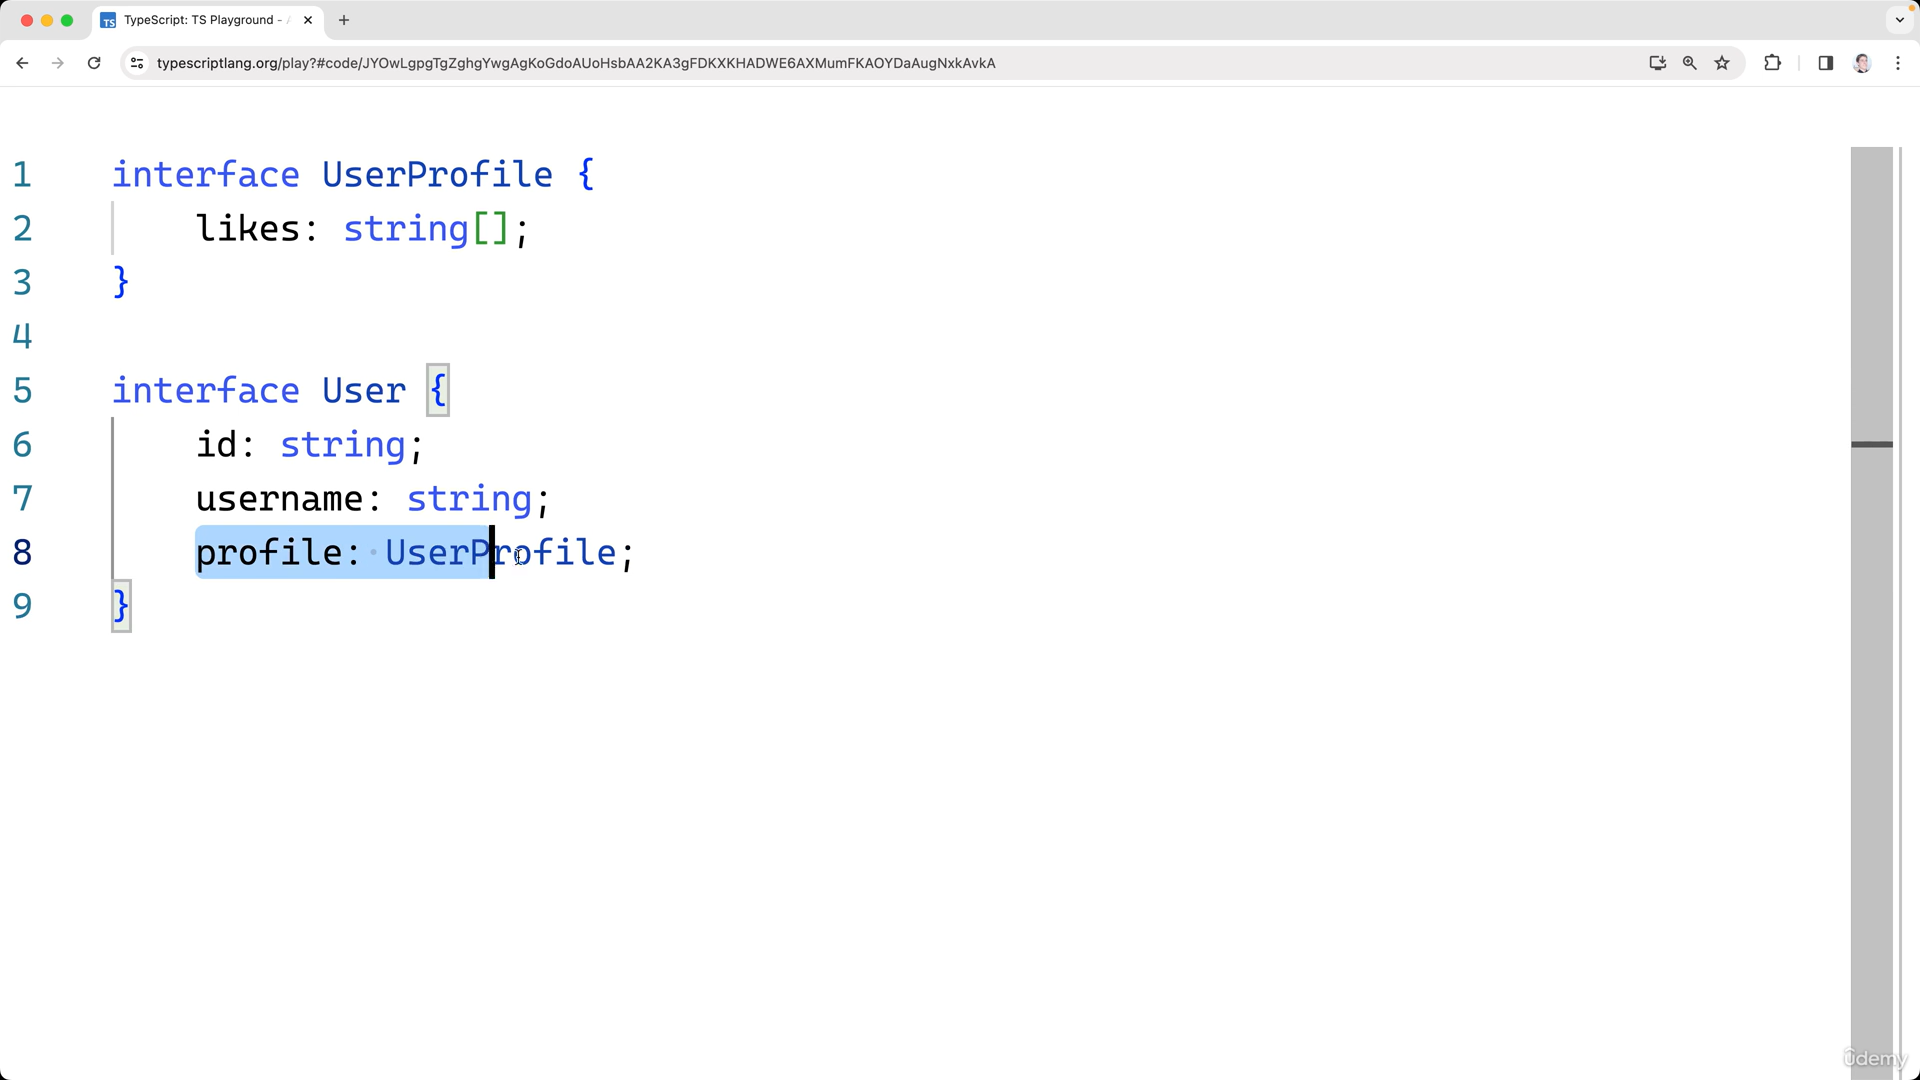 TypeScript: TS Playground -
typescriptlang.org/play?#code/JYOwLgpgTgZghgYwgAgKoGdoAUoHsbAA2KA3gFDKXKHADWE6AXMumFKAOYDaAugNxkAvkA
1 interface UserProfile {
2 likes: string[];
3 }
4
5 interface User {
6 id: string;
7 username: string;
8 profile: UserProfile;
9 }
ûdemy